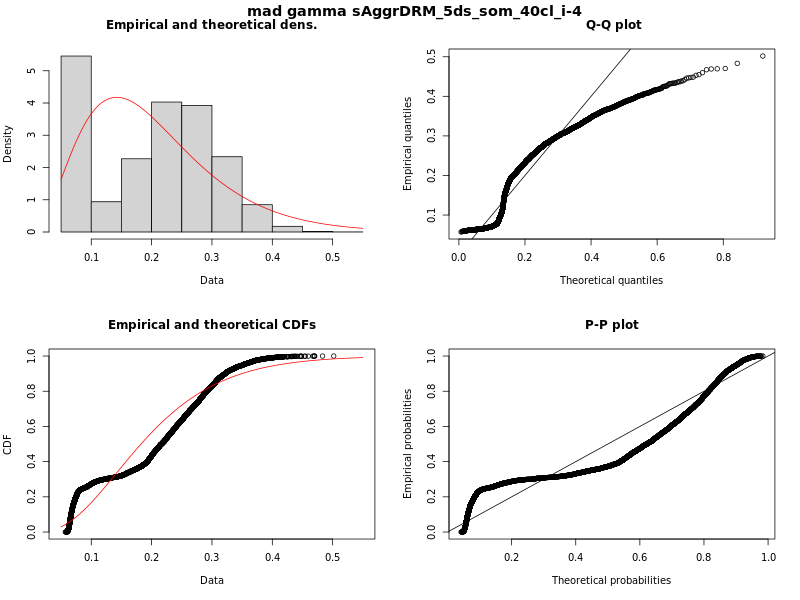 mad gamma sAggrDRM_5ds_som_40cl_i-4
Empirical and theoretical dens.
Density
0 1 2 3 4 5
0.1 0.2 0.3 0.4 0.5
Data
Q-Q plot
Empirical quantiles
0.1 0.2 0.3 0.4 0.5
0.0 0.2 0.4 0.6 0.8
Theoretical quantiles
Empirical and theoretical CDFs
CDF
0.0 0.2 0.4 0.6 0.8 1.0
0.1 0.2 0.3 0.4 0.5
Data
P-P plot
Empirical probabilities
0.0 0.2 0.4 0.6 0.8 1.0
0.2 0.4 0.6 0.8 1.0
Theoretical probabilities